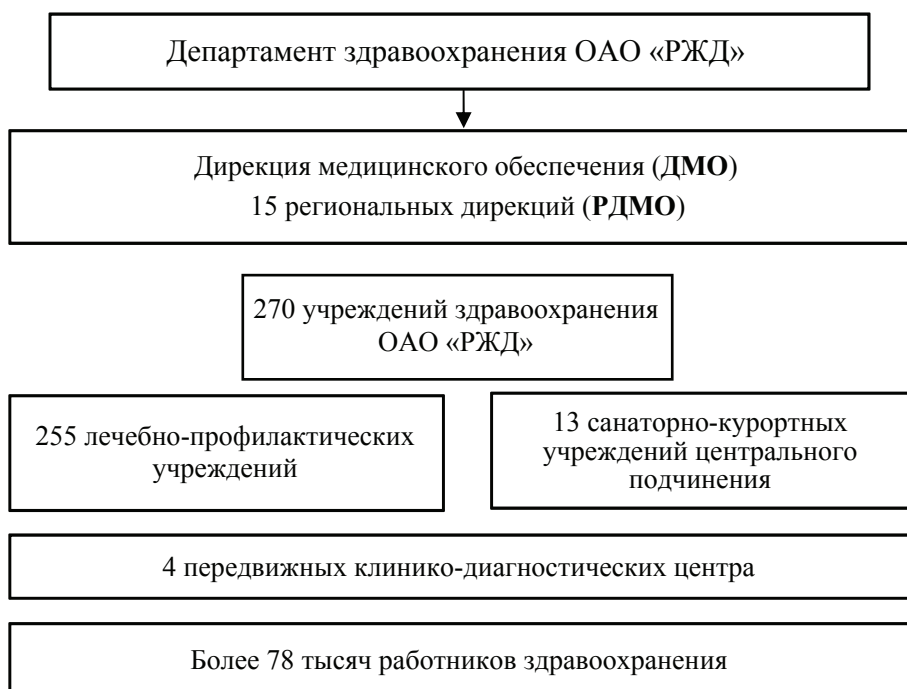 Департамент здравоохранения ОАО «РЖД»
Дирекция медицинского обеспечения (ДМО)
15 региональных дирекций (РДМО)
270 учреждений здравоохранения
ОАО «РЖД»
255 лечебно-профилактических
учреждений
13 санаторно-курортных
учреждений центрального
подчинения
4 передвижных клинико-диагностических центра
Более 78 тысяч работников здравоохранения